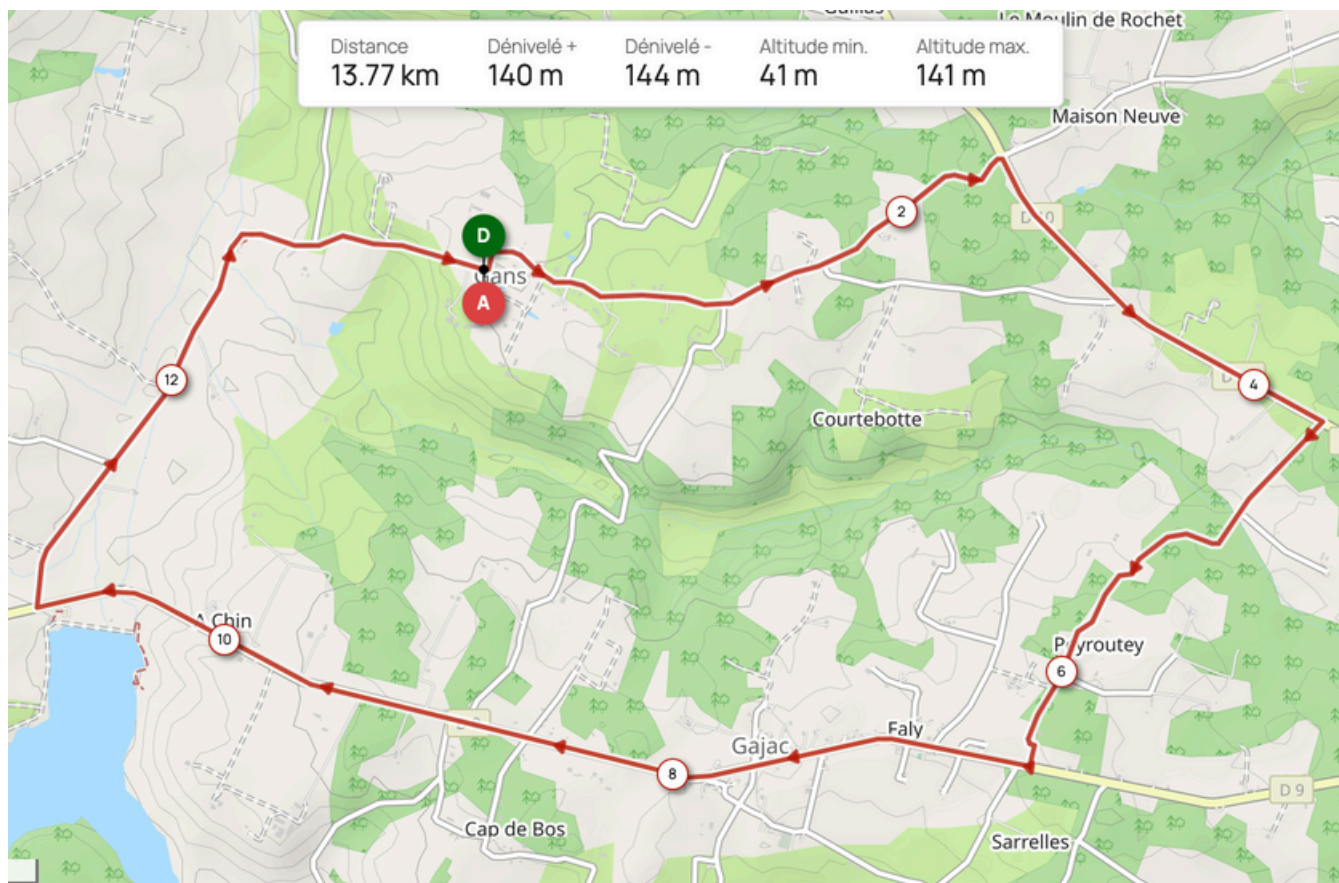 Le Moulin de Rochet
Distance
13.77 km
Dénivelé +
140 m
Dénivelé -
144 m
Altitude min.
41 m
Altitude max.
141 m
Maison Neuve
2
D
Gans
A
12
4
Courtebotte
A Chin
10
Peyroutey
6
Faly
Gajac
8
D 9
Cap de Bos
Sarrelles